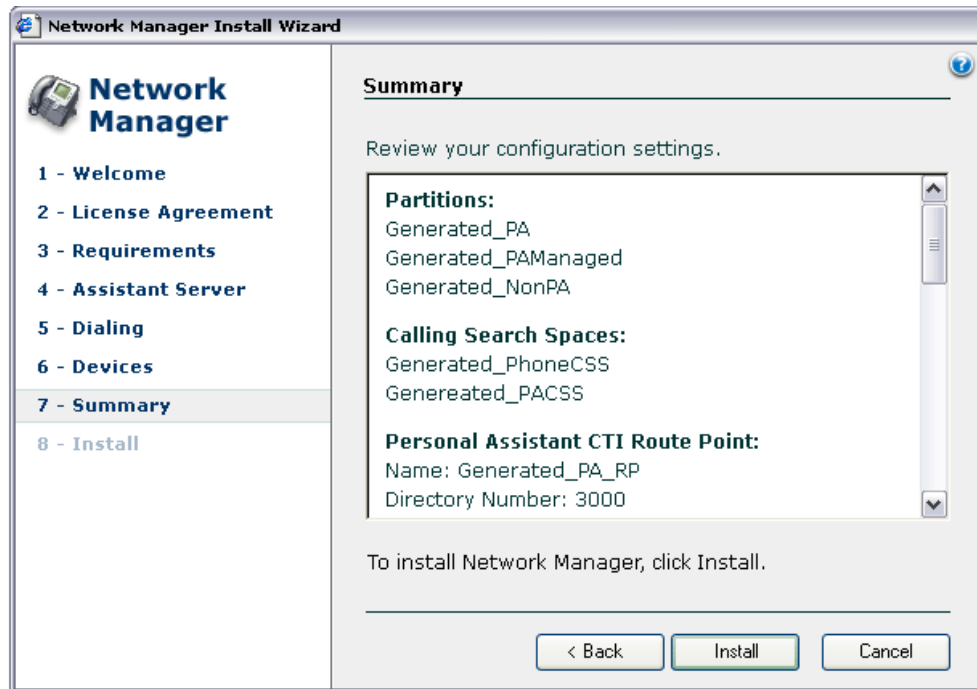 Network Manager Install Wizard
Network
Manager
1 - Welcome
2 - License Agreement
3 - Requirements
4 - Assistant Server
5 - Dialing
6 - Devices
7 - Summary
8 - Install
?
Summary
Review your configuration settings.
Partitions:
Generated_PA
Generated_PAManaged
Generated_NonPA
Calling Search Spaces:
Generated_PhoneCSS
Genereated_PACSS
Personal Assistant CTI Route Point:
Name: Generated_PA_RP
Directory Number: 3000
To install Network Manager, click Install.
< Back
Install
Cancel